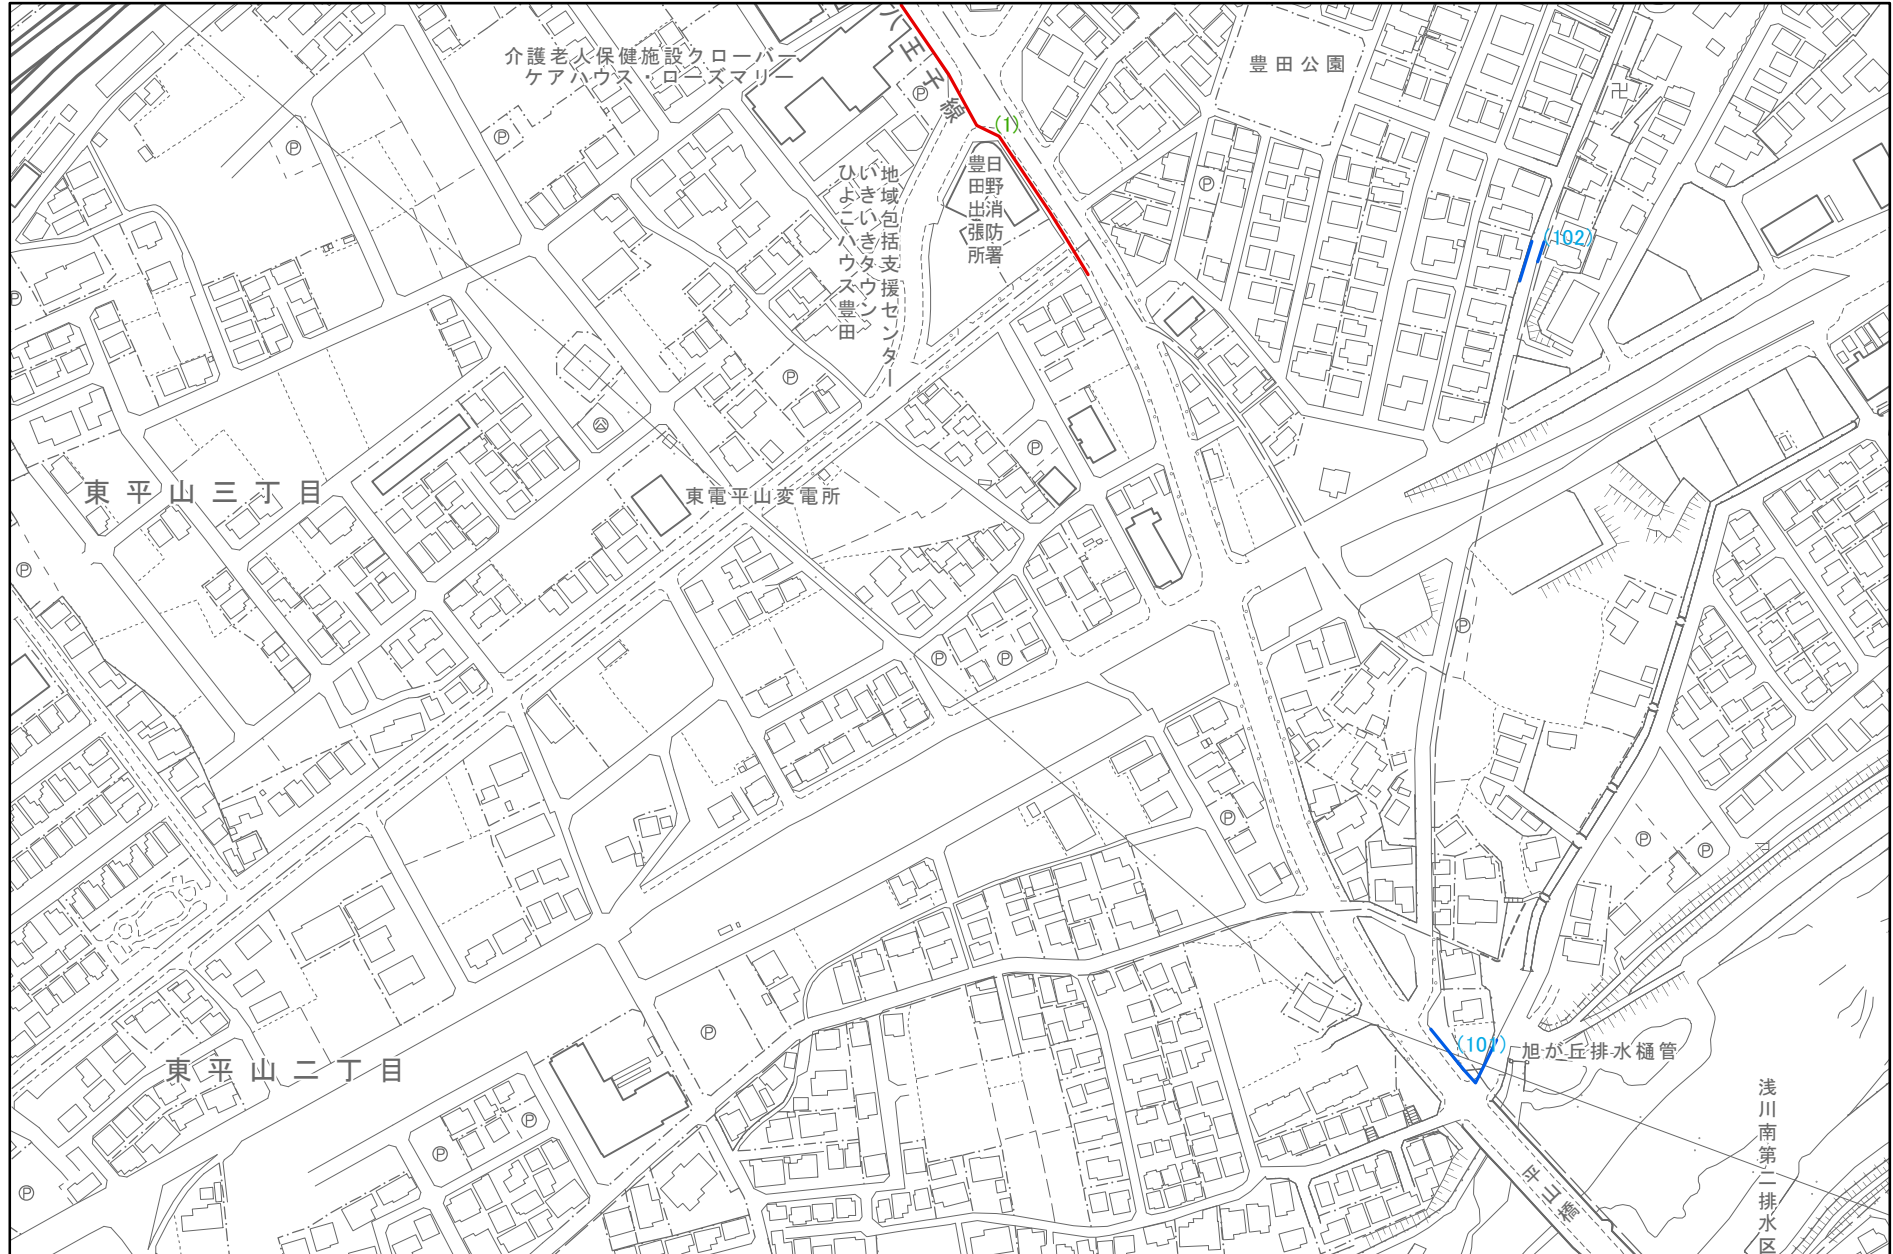 八王子線
介護老人保健施設クローバー
ケアハウス・ローズマリー
豊田公園
Ⓟ
(1)
Ⓟ
Ⓟ
日野消防署
豊田出張所
地域包括支援センター
いきいきタウン
ひよこハウス豊田
Ⓟ
(102)
Ⓟ
Ⓟ
Ⓟ
東平山三丁目
東電平山変電所
Ⓟ
Ⓟ
Ⓟ
Ⓟ
Ⓟ
Ⓟ
Ⓟ
Ⓟ
東平山二丁目
(101)
旭が丘排水樋管
浅川南第二排水区
Ⓟ
Ⓟ
Ⓟ
平山橋